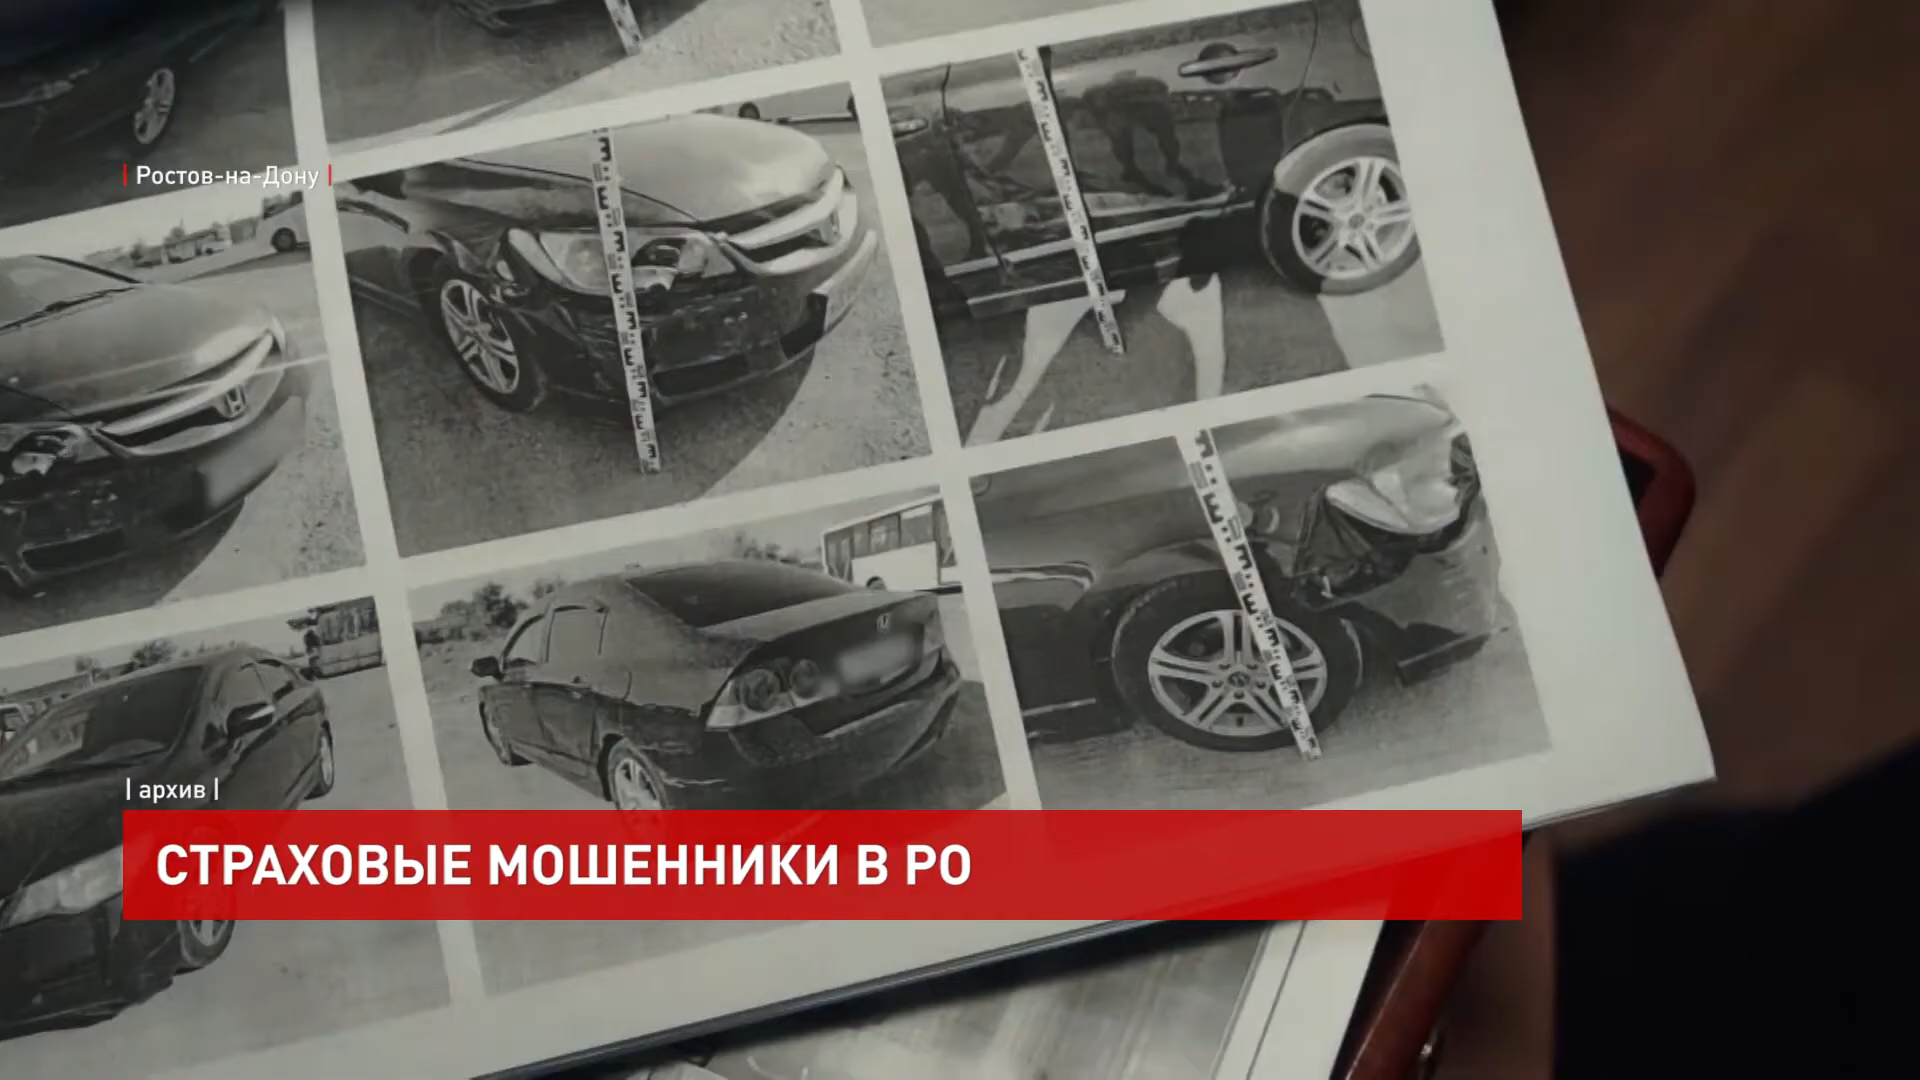 | Ростов-на-Дону |
| архив |
СТРАХОВЫЕ МОШЕННИКИ В РО